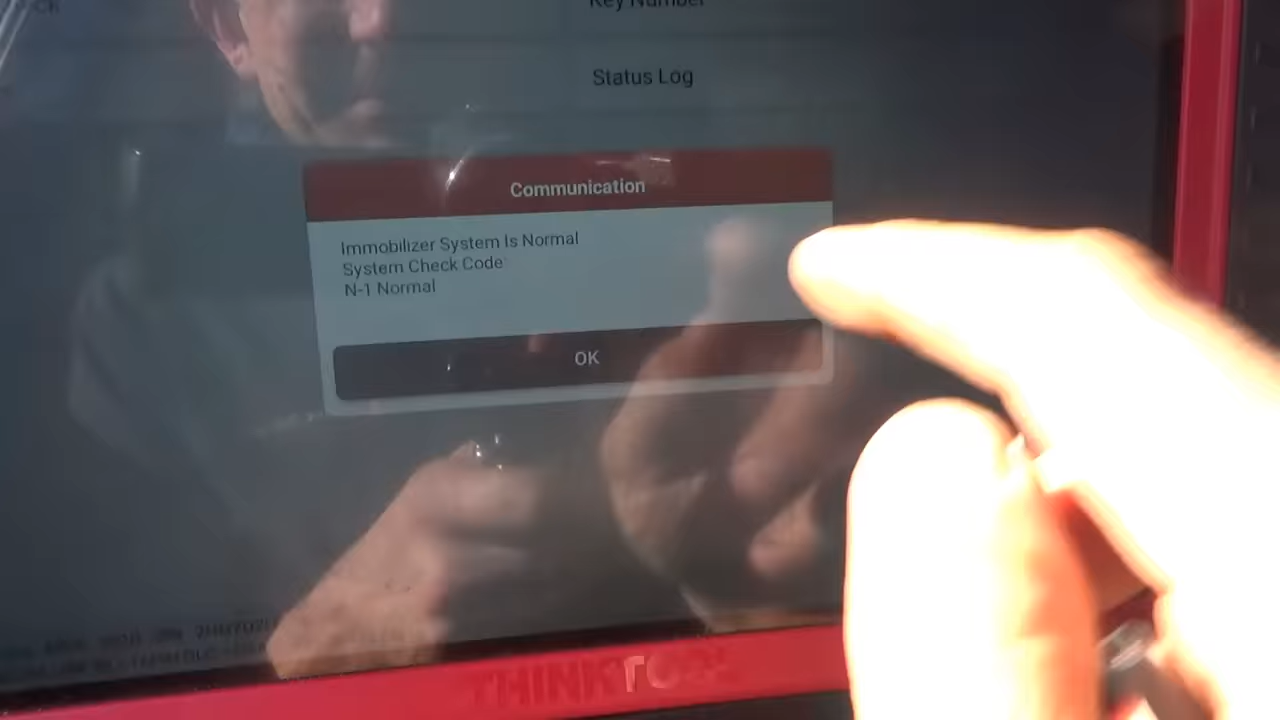 Key Number
Status Log
Communication
Immobilizer System Is Normal
System Check Code:
N-1 Normal
OK
THINKTOOL